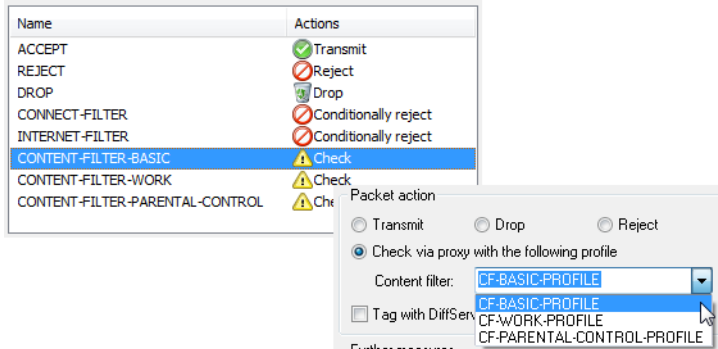 Name Actions
ACCEPT Transmit
REJECT Reject
DROP Drop
CONNECT-FILTER Conditionally reject
INTERNET-FILTER Conditionally reject
CONTENT-FILTER-BASIC Check
CONTENT-FILTER-WORK Check
CONTENT-FILTER-PARENTAL-CONTROL
Packet action
Transmit Drop Reject
Check via proxy with the following profile
Content filter: CF-BASIC-PROFILE
CF-BASIC-PROFILE
Tag with DiffServ
CF-WORK-PROFILE
CF-PARENTAL-CONTROL-PROFILE